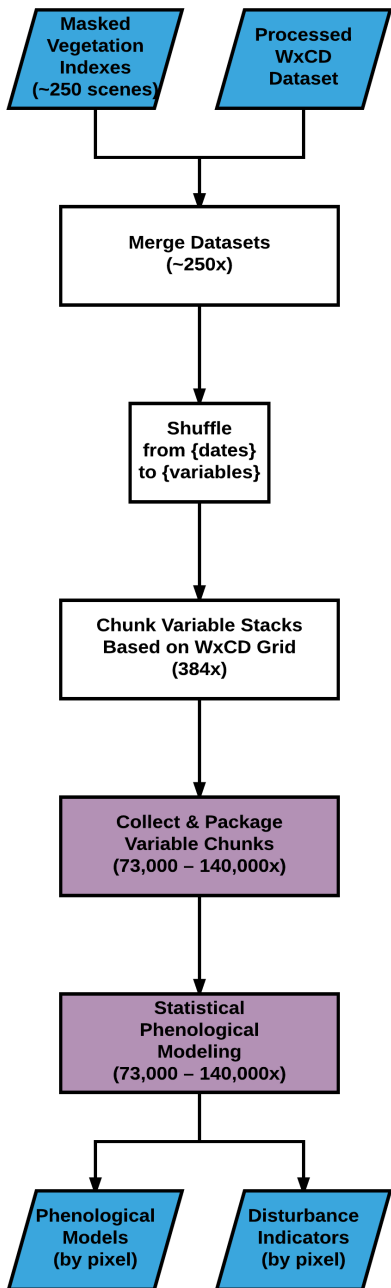 Masked
Vegetation
Indexes
(~250 scenes)
Processed
WxCD
Dataset
Merge Datasets
(~250x)
Shuffle
from {dates}
to {variables}
Chunk Variable Stacks
Based on WxCD Grid
(384x)
Collect & Package
Variable Chunks
(73,000 – 140,000x)
Statistical
Phenological
Modeling
(73,000 – 140,000x)
Phenological
Models
(by pixel)
Disturbance
Indicators
(by pixel)